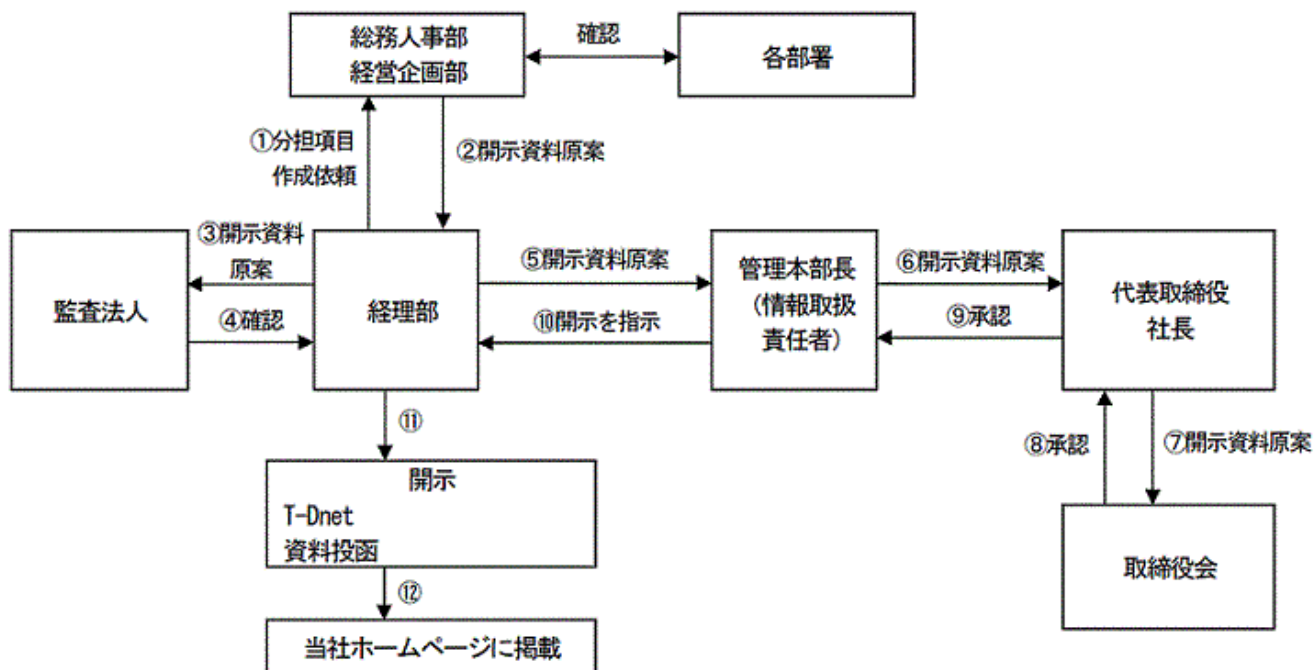 総務人事部
経営企画部
確認
各部署
①分担項目
作成依頼
②開示資料原案
③開示資料
原案
④確認
監査法人
経理部
⑤開示資料原案
⑩開示を指示
管理本部長
（情報取扱
責任者）
⑥開示資料原案
⑨承認
代表取締役
社長
⑧承認
⑦開示資料原案
取締役会
⑪
開示
T-Dnet
資料投函
⑫
当社ホームページに掲載